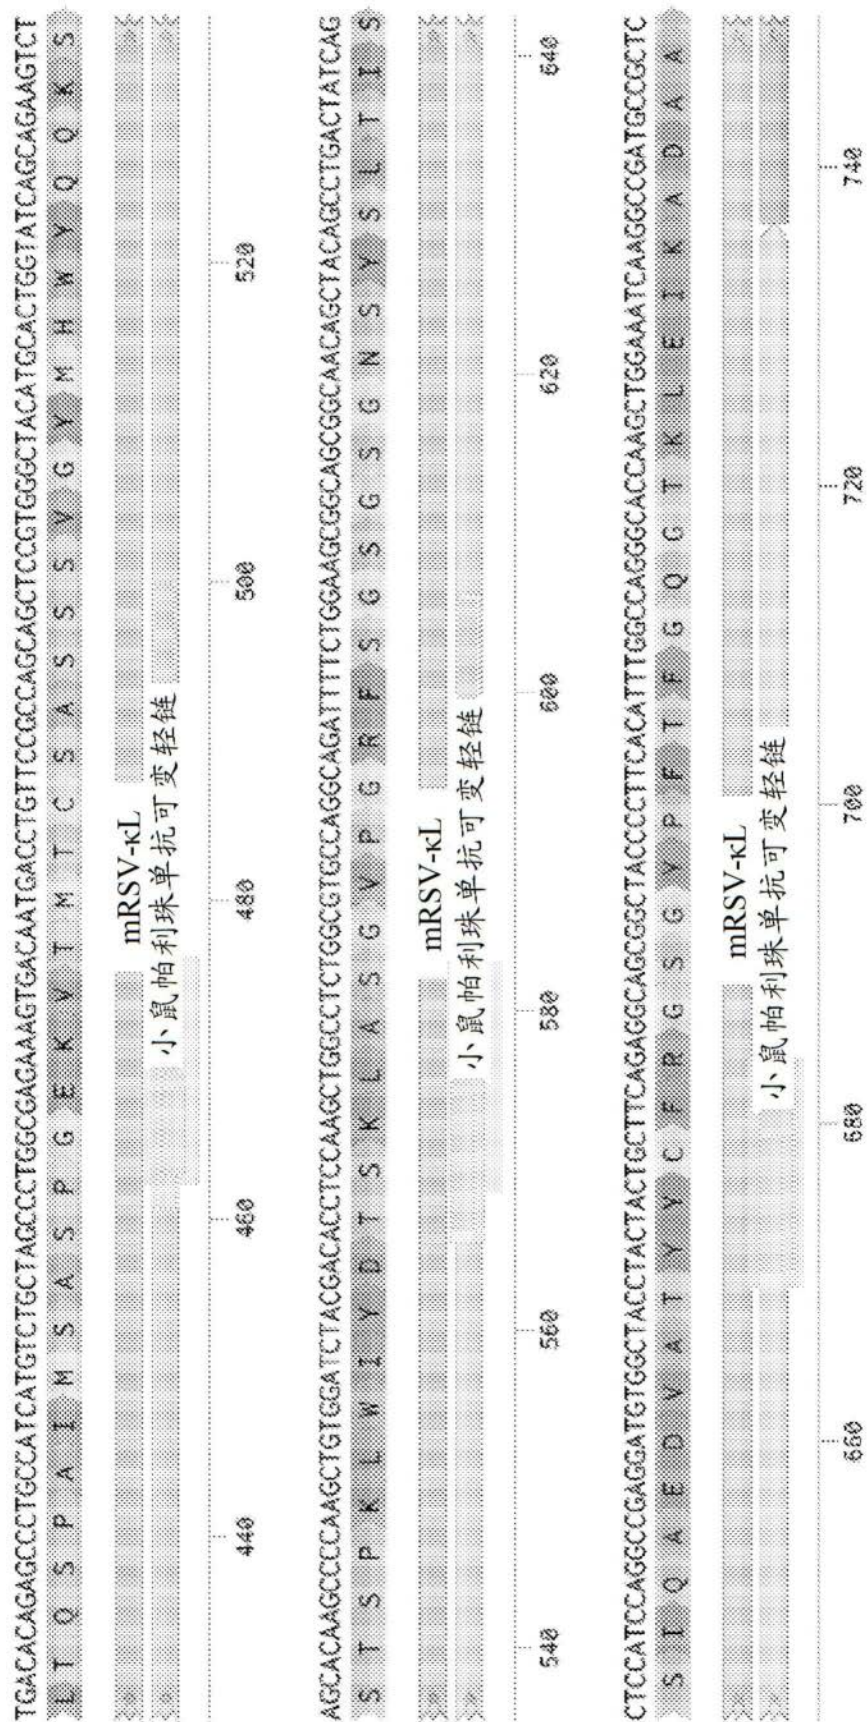 TGACACAGAGCCCTGCCATCATGTCTGCTAGCCCTGGCGAGAAAGTGACAATGACCTGTTCCGCCAGCAGCTCCGTGGGCTACATGCACTGGTATCAGCAGAAGTCT
L T Q S P A I M S A S P G E K V T M T C S A S S S V G Y M H W Y Q Q K S
mRSV-κL
小鼠帕利珠单抗可变轻链
440 460 480 500 520
AGCACAAGCCCCAAGCTGTGGATCTACGACACCTCCAAGCTGGCCTCTGGCGTGCCAGGCAGATTTTCTGGAAGCGGCAGCGGCAACAGCTACAGCCTGACTATCAG
S T S P K L W I Y D T S K L A S G V P G R F S G S G S G N S Y S L T I S
mRSV-κL
小鼠帕利珠单抗可变轻链
540 560 580 600 620 640
CTCCATCCAGGCCGAGGATGTGGCTACCTACTACTGCTTCAGAGGCAGCGGCTACCCCTTCACATTTGGCCAGGGCACCAAGCTGGAAATCAAGGCCGATGCCGCTC
S I Q A E D V A T Y Y C F R G S G Y P F T F G Q G T K L E I K A D A A
mRSV-κL
小鼠帕利珠单抗可变轻链
660 680 700 720 740